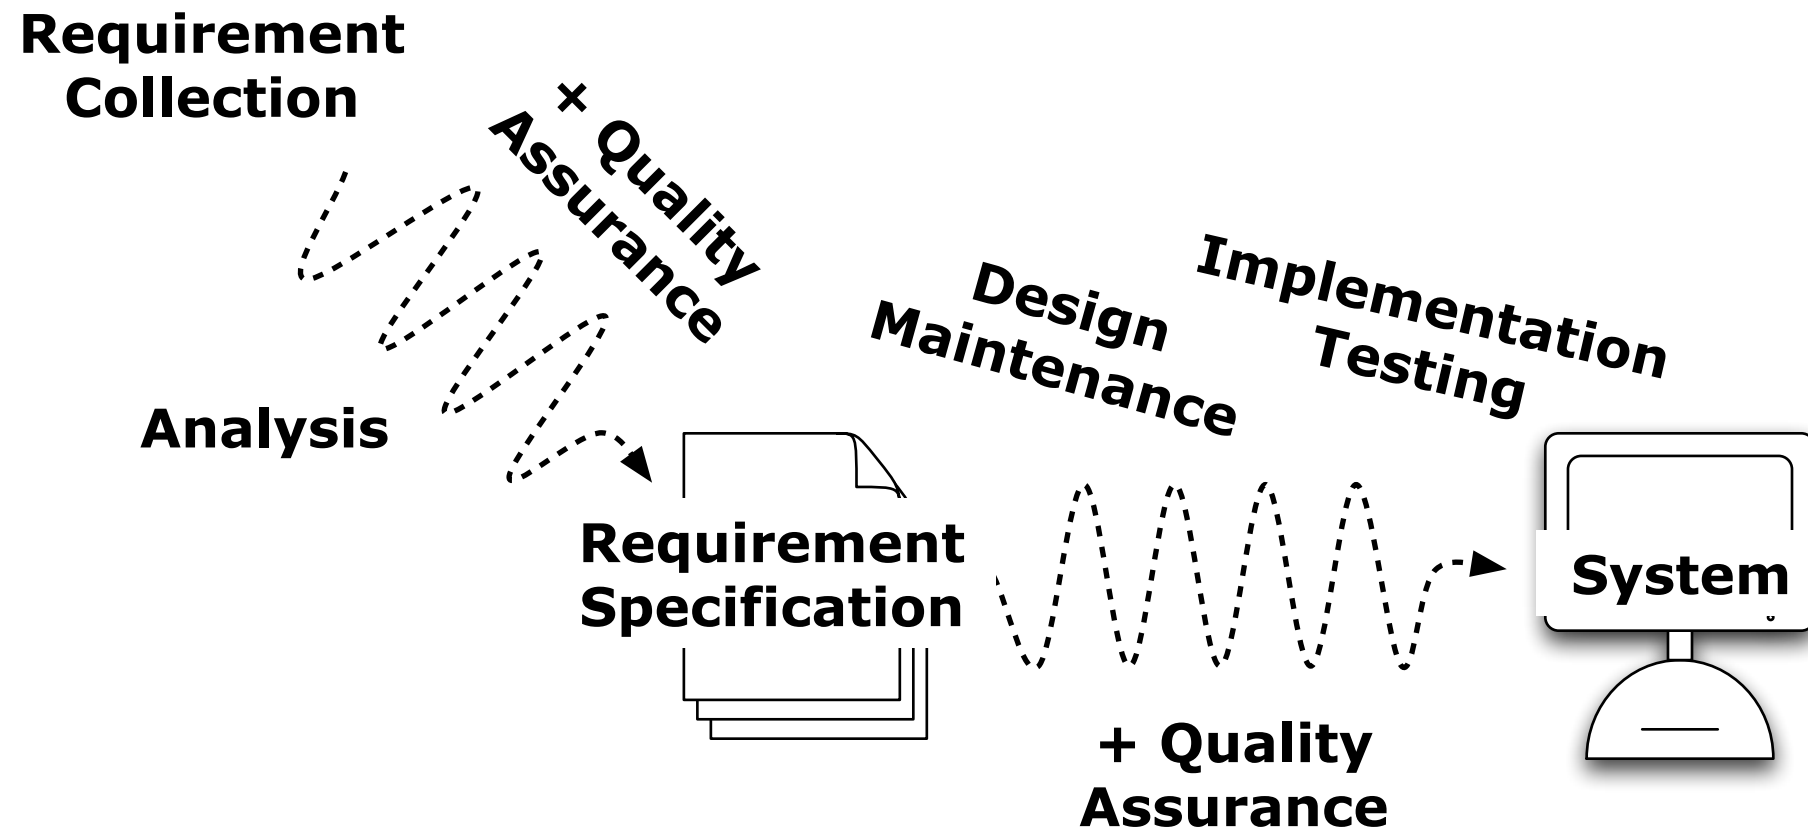 Requirement
Collection
+ Quality
Assurance
Analysis
Design
Maintenance
Implementation
Testing
Requirement
Specification
System
+ Quality
Assurance